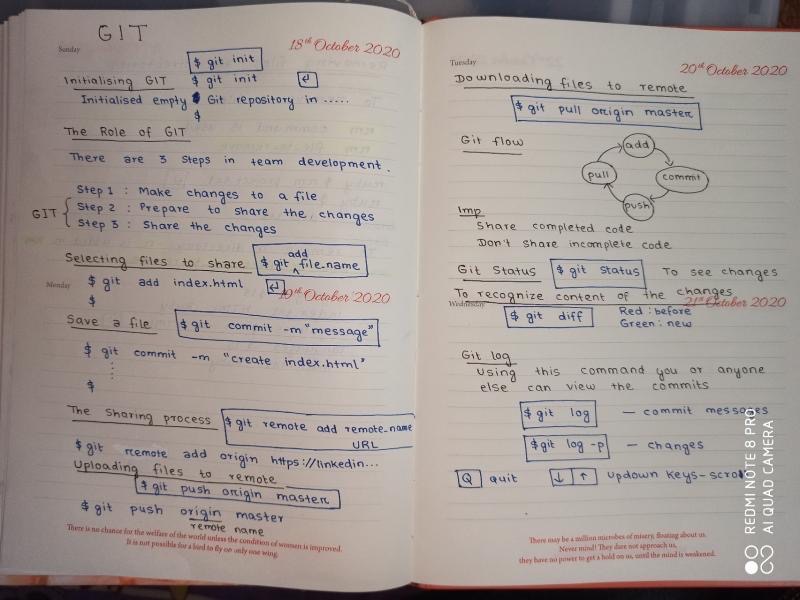 GIT
Sunday
18th October 2020
$ git init
Initialising GIT $ git init ↵
Initialised empty Git repository in .....
$
The Role of GIT
There are 3 steps in team development.
GIT { Step 1 : Make changes to a file
Step 2 : Prepare to share the changes
Step 3 : Share the changes
Selecting files to share $ git add file_name
$ git add index.html ↵
Monday
19th October 2020
$
Save a file $ git commit -m "message"
$ git commit -m "create index.html"
$
The sharing process $ git remote add remote_name URL
$ git remote add origin https://linkedin...
Uploading files to remote
$ git push origin master
$ git push origin master
remote name
There is no chance for the welfare of the world unless the condition of women is improved.
It is not possible for a bird to fly on only one wing.
Tuesday
20th October 2020
Downloading files to remote
$ git pull origin master
Git flow
add
commit
push
pull
Imp
Share completed code
Don't share incomplete code
Git Status $ git status To see changes
To recognize content of the changes
Wednesday
21th October 2020
$ git diff Red : before
Green : new
Git log
Using this command you or anyone
else can view the commits
$ git log — commit messages
$ git log -p — changes
Q quit ↓ ↑ updown keys-scroll
There may be a million microbes of misery, floating about us.
Never mind! They dare not approach us,
they have no power to get a hold on us, until the mind is weakened.
REDMI NOTE 8 PRO
AI QUAD CAMERA